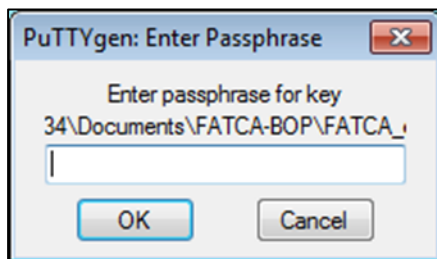 PuTTYgen: Enter Passphrase
Enter passphrase for key
34\Documents\FATCA-BOP\FATCA_
OK
Cancel